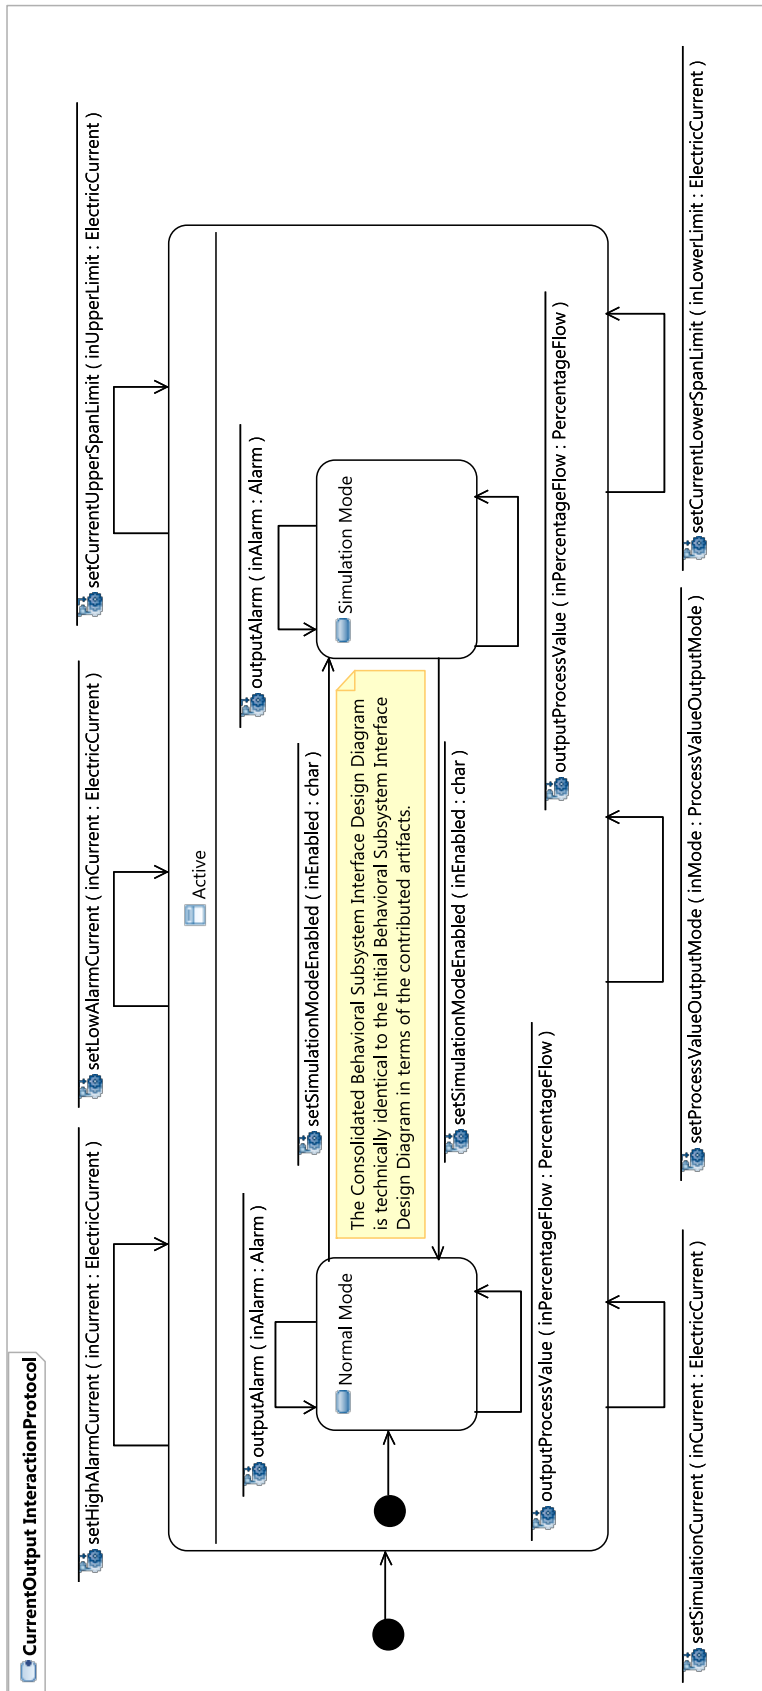 CurrentOutput InteractionProtocol
setHighAlarmCurrent ( inCurrent : ElectricCurrent )
setLowAlarmCurrent ( inCurrent : ElectricCurrent )
setCurrentUpperSpanLimit ( inUpperLimit : ElectricCurrent )
Active
outputAlarm ( inAlarm : Alarm )
outputAlarm ( inAlarm : Alarm )
setSimulationModeEnabled ( inEnabled : char )
Normal Mode
The Consolidated Behavioral Subsystem Interface Design Diagram
is technically identical to the Initial Behavioral Subsystem Interface
Design Diagram in terms of the contributed artifacts.
Simulation Mode
setSimulationModeEnabled ( inEnabled : char )
outputProcessValue ( inPercentageFlow : PercentageFlow )
outputProcessValue ( inPercentageFlow : PercentageFlow )
setSimulationCurrent ( inCurrent : ElectricCurrent )
setProcessValueOutputMode ( inMode : ProcessValueOutputMode )
setCurrentLowerSpanLimit ( inLowerLimit : ElectricCurrent )